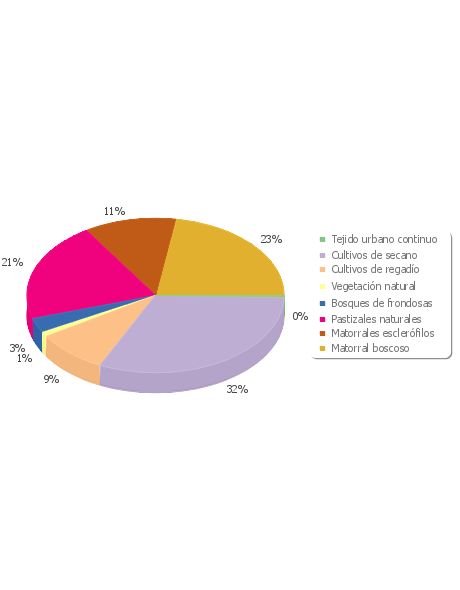 11%
23%
21%
0%
3%
1%
9%
32%
Tejido urbano continuo
Cultivos de secano
Cultivos de regadío
Vegetación natural
Bosques de frondosas
Pastizales naturales
Matorrales esclerófilos
Matorral boscoso